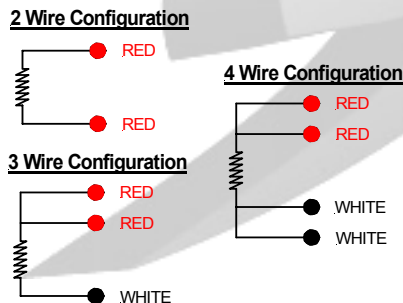 2 Wire Configuration
RED
RED
3 Wire Configuration
RED
RED
WHITE
4 Wire Configuration
RED
RED
WHITE
WHITE